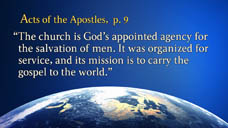 Acts of the Apostles, p. 9
“The church is God’s appointed agency for
the salvation of men. It was organized for
service, and its mission is to carry the
gospel to the world.”